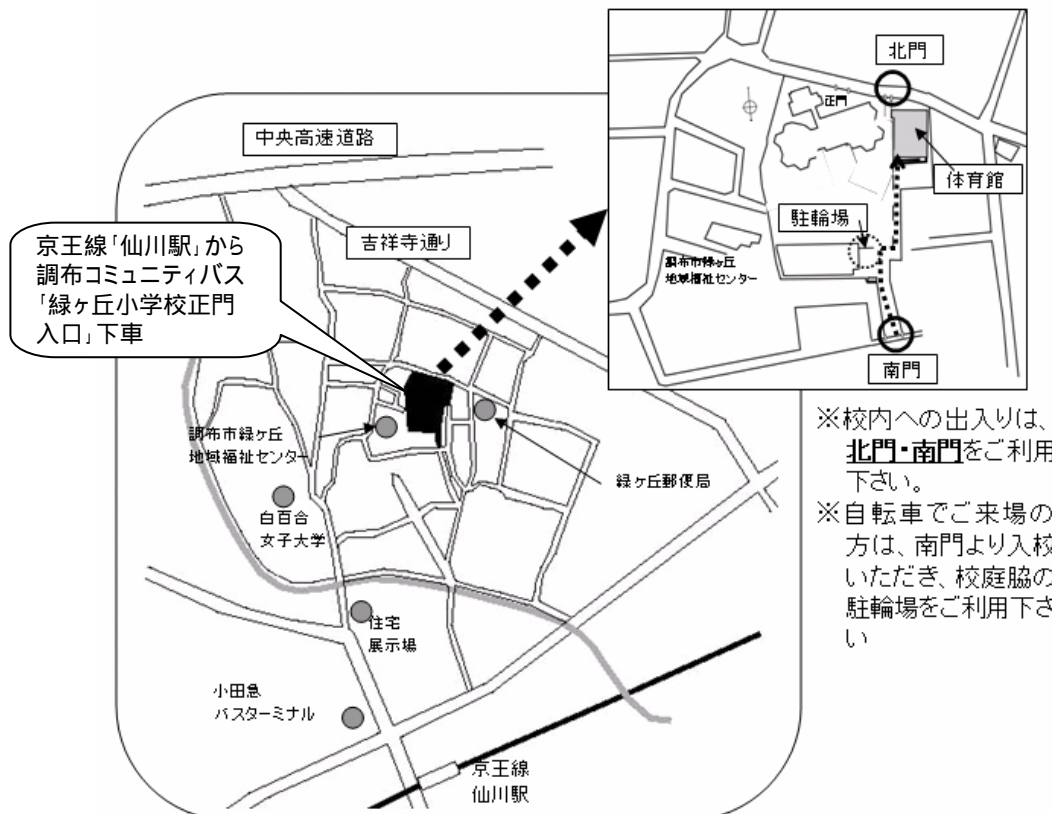 北門
正門
体育館
駐輪場
調布市緑ヶ丘
地域福祉センター
南門
中央高速道路
吉祥寺通り
京王線「仙川駅」から
調布コミュニティバス
「緑ヶ丘小学校正門
入口」下車
調布市緑ヶ丘
地域福祉センター
緑ヶ丘郵便局
白百合
女子大学
住宅
展示場
小田急
バスターミナル
京王線
仙川駅
※校内への出入りは、
北門・南門をご利用
下さい。
※自転車でご来場の
方は、南門より入校
いただき、校庭脇の
駐輪場をご利用下さ
い